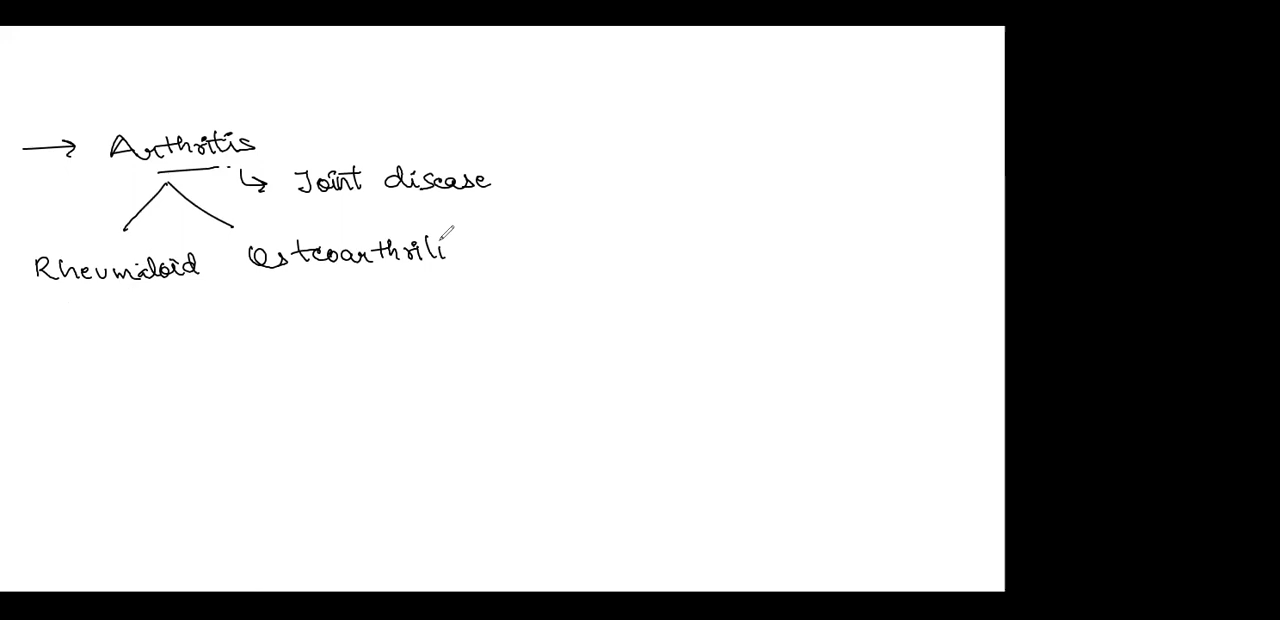 → Arthritis
↳ Joint disease
Rheumatoid Osteoarthriti